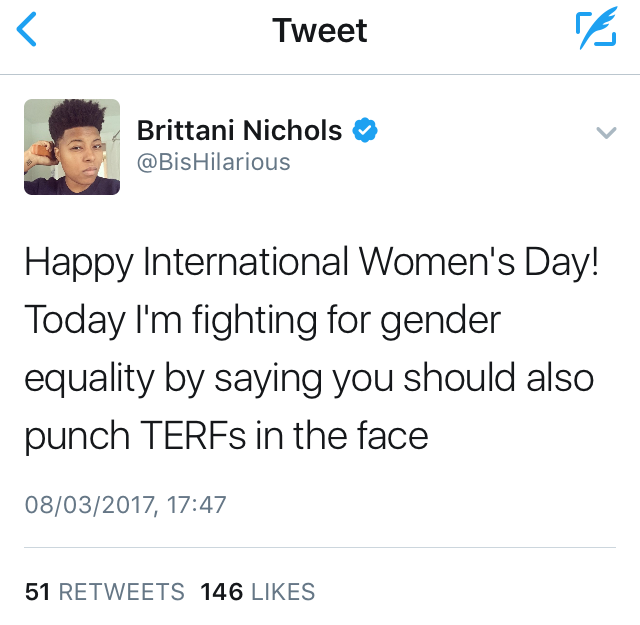 Tweet
Brittani Nichols
@BisHilarious
Happy International Women's Day!
Today I'm fighting for gender
equality by saying you should also
punch TERFs in the face
08/03/2017, 17:47
51 RETWEETS 146 LIKES